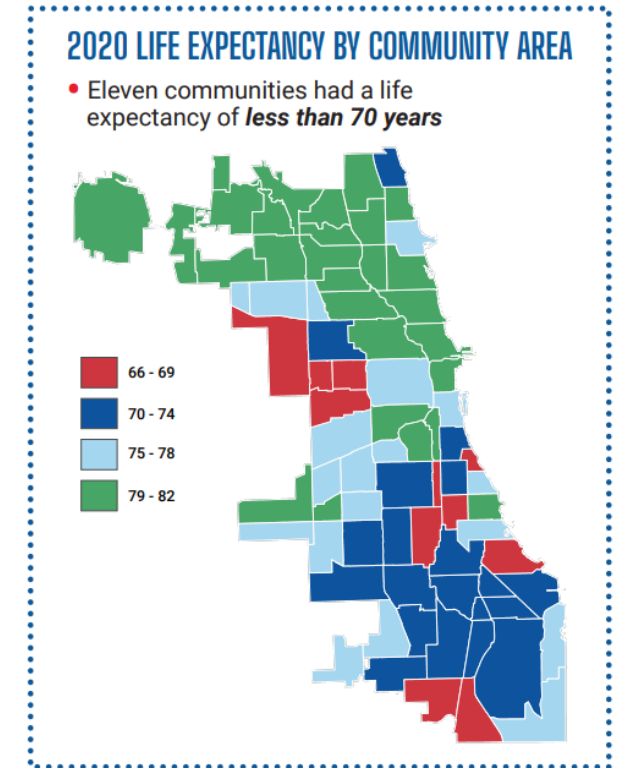 2020 LIFE EXPECTANCY BY COMMUNITY AREA
• Eleven communities had a life
expectancy of less than 70 years
66 - 69
70 - 74
75 - 78
79 - 82